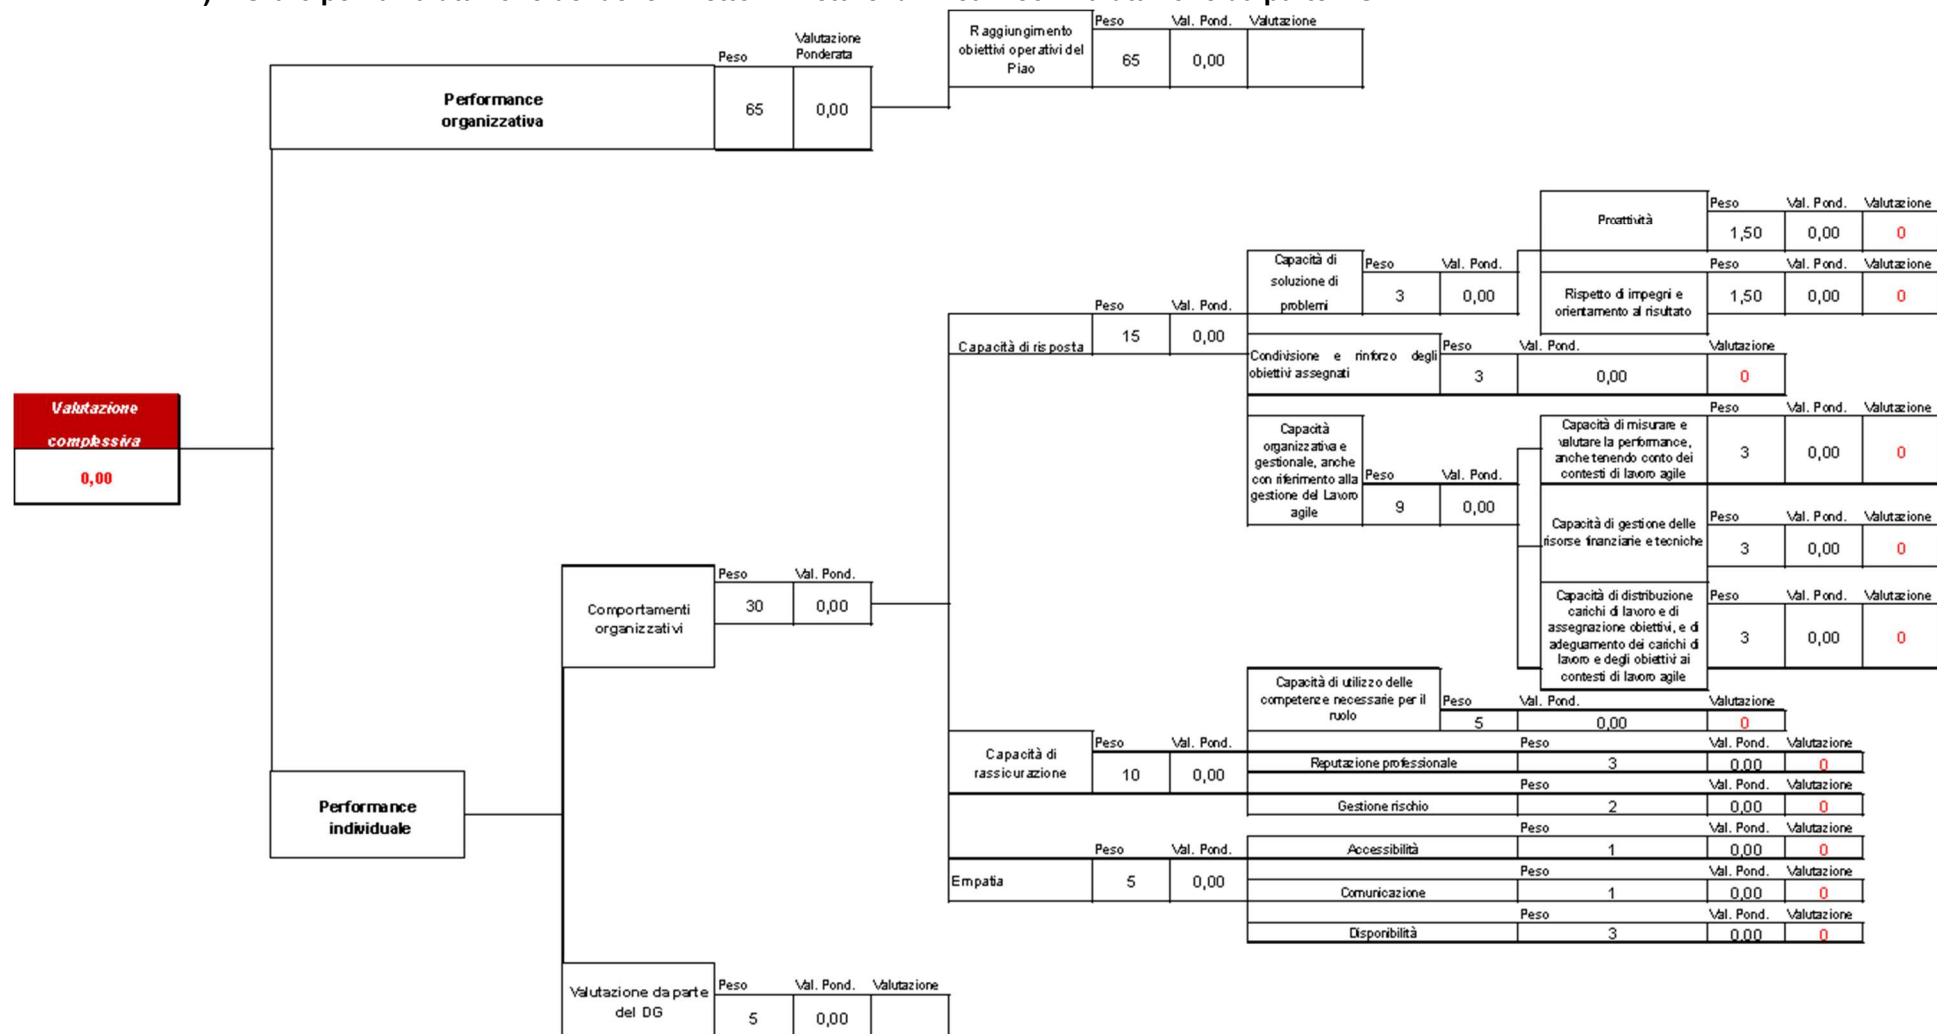 Peso
Valutazione
Ponderata
Performance
organizzativa
65
0,00
Raggiungimento
obiettivi operativi del
Piao
Peso
Val. Pond.
Valutazione
65
0,00
Valutazione
complessiva
0,00
Performance
individuale
Comportamenti
organizzativi
Peso
Val. Pond.
30
0,00
Capacità di risposta
Peso
Val. Pond.
15
0,00
Capacità di
soluzione di
problemi
Peso
Val. Pond.
3
0,00
Proattività
Peso
Val. Pond.
Valutazione
1,50
0,00
0
Rispetto di impegni e
orientamento al risultato
Peso
Val. Pond.
Valutazione
1,50
0,00
0
Condivisione e rinforzo degli
obiettivi assegnati
Peso
Val. Pond.
Valutazione
3
0,00
0
Capacità
organizzativa e
gestionale, anche
con riferimento alla
gestione del Lavoro
agile
Peso
Val. Pond.
9
0,00
Capacità di misurare e
valutare la performance,
anche tenendo conto dei
contesti di lavoro agile
Peso
Val. Pond.
Valutazione
3
0,00
0
Capacità di gestione delle
risorse finanziarie e tecniche
Peso
Val. Pond.
Valutazione
3
0,00
0
Capacità di distribuzione
carichi di lavoro e di
assegnazione obiettivi, e di
adeguamento dei carichi di
lavoro e degli obiettivi ai
contesti di lavoro agile
Peso
Val. Pond.
Valutazione
3
0,00
0
Capacità di
rassicurazione
Peso
Val. Pond.
10
0,00
Capacità di utilizzo delle
competenze necessarie per il
ruolo
Peso
Val. Pond.
Valutazione
5
0,00
0
Peso
Val. Pond.
Valutazione
Reputazione professionale
3
0,00
0
Peso
Val. Pond.
Valutazione
Gestione rischio
2
0,00
0
Empatia
Peso
Val. Pond.
5
0,00
Peso
Val. Pond.
Valutazione
Accessibilità
1
0,00
0
Peso
Val. Pond.
Valutazione
Comunicazione
1
0,00
0
Peso
Val. Pond.
Valutazione
Disponibilità
3
0,00
0
Valutazione da parte
del DG
Peso
Val. Pond.
Valutazione
5
0,00